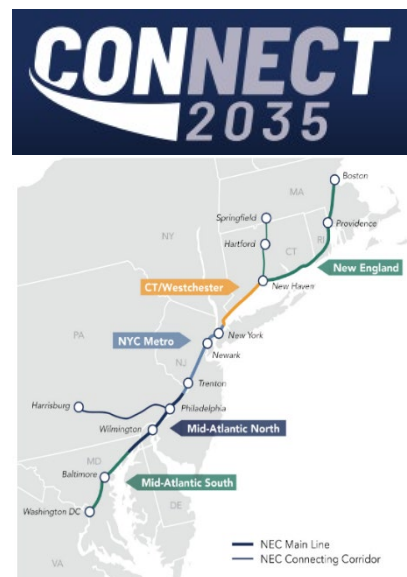 CONNECT
2035
Boston
MA
Springfield
Providence
NY
Hartford
RI
CT
New England
New Haven
CT/Westchester
NYC Metro
New York
Newark
PA
NJ
Trenton
Harrisburg
Philadelphia
Wilmington
Mid-Atlantic North
MD
Baltimore
Mid-Atlantic South
DE
Washington DC
NEC Main Line
NEC Connecting Corridor
VA